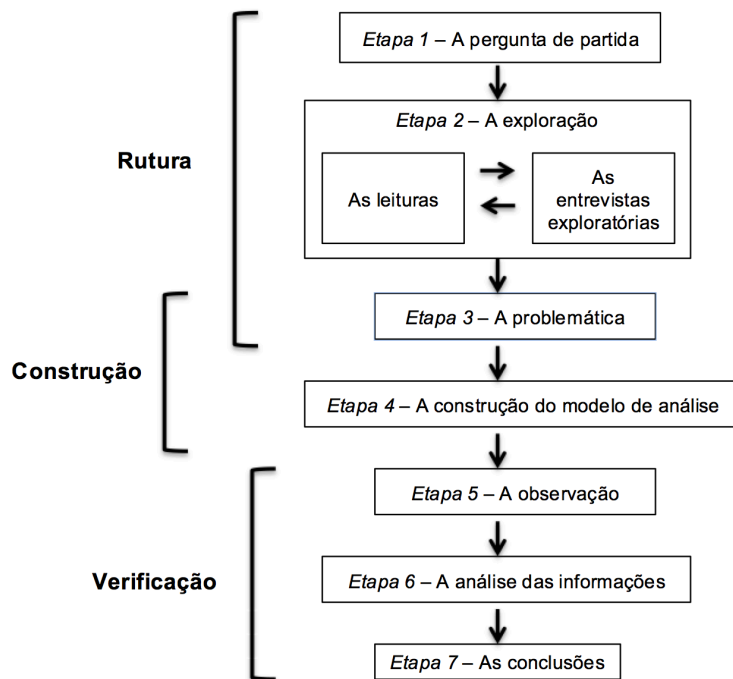 Etapa 1 – A pergunta de partida
Etapa 2 – A exploração
Rutura
As leituras
As
entrevistas
exploratórias
Etapa 3 – A problemática
Construção
Etapa 4 – A construção do modelo de análise
Etapa 5 – A observação
Verificação
Etapa 6 – A análise das informações
Etapa 7 – As conclusões